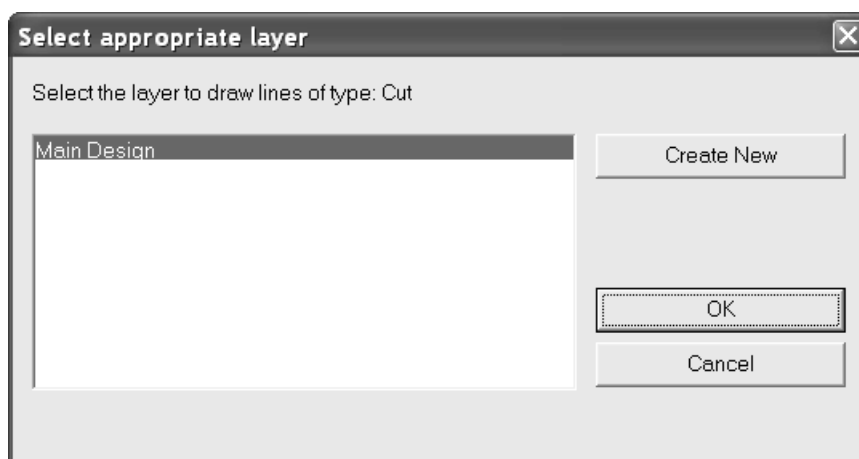 Select appropriate layer
Select the layer to draw lines of type: Cut
Main Design
Create New
OK
Cancel